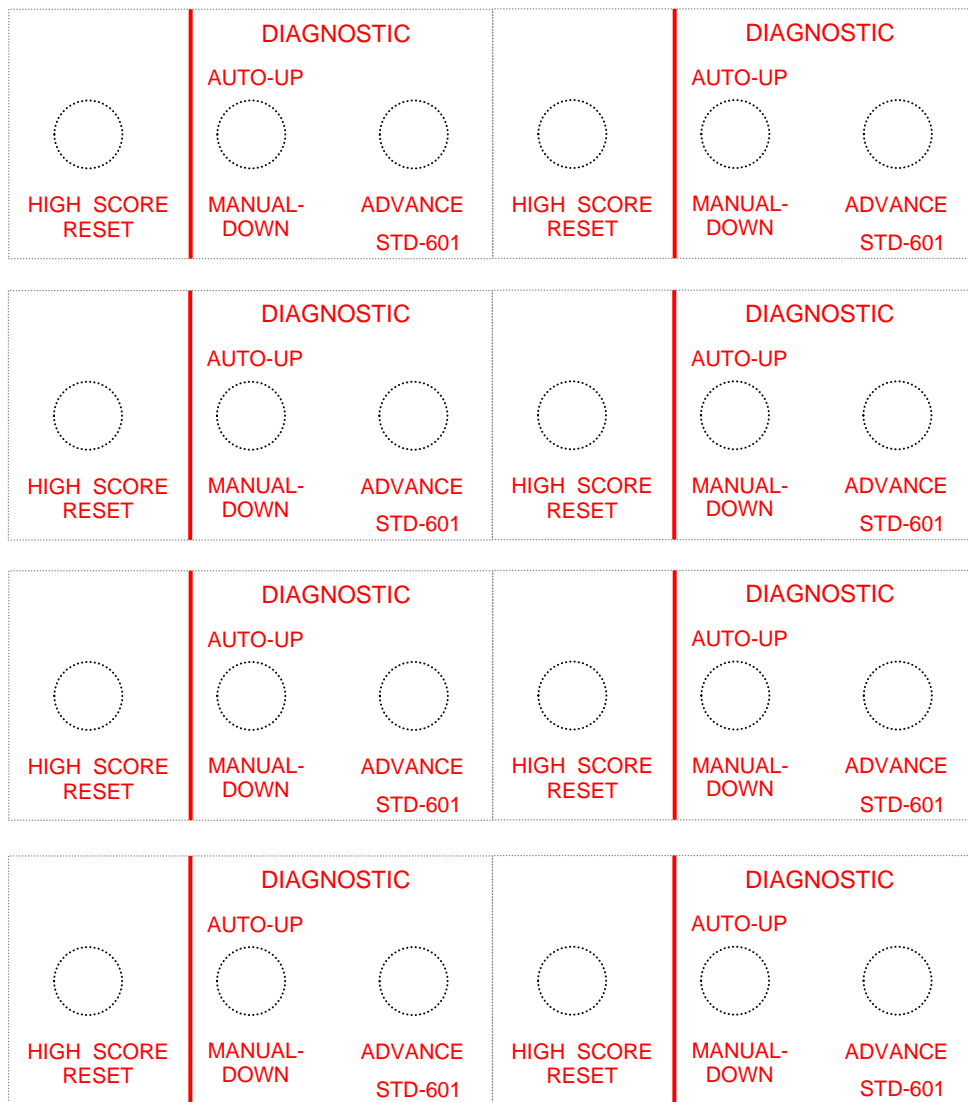 DIAGNOSTIC DIAGNOSTIC
AUTO-UP AUTO-UP
HIGH SCORE MANUAL- ADVANCE HIGH SCORE MANUAL- ADVANCE
RESET DOWN RESET DOWN
STD-601 STD-601
DIAGNOSTIC DIAGNOSTIC
AUTO-UP AUTO-UP
HIGH SCORE MANUAL- ADVANCE HIGH SCORE MANUAL- ADVANCE
RESET DOWN RESET DOWN
STD-601 STD-601
DIAGNOSTIC DIAGNOSTIC
AUTO-UP AUTO-UP
HIGH SCORE MANUAL- ADVANCE HIGH SCORE MANUAL- ADVANCE
RESET DOWN RESET DOWN
STD-601 STD-601
DIAGNOSTIC DIAGNOSTIC
AUTO-UP AUTO-UP
HIGH SCORE MANUAL- ADVANCE HIGH SCORE MANUAL- ADVANCE
RESET DOWN RESET DOWN
STD-601 STD-601